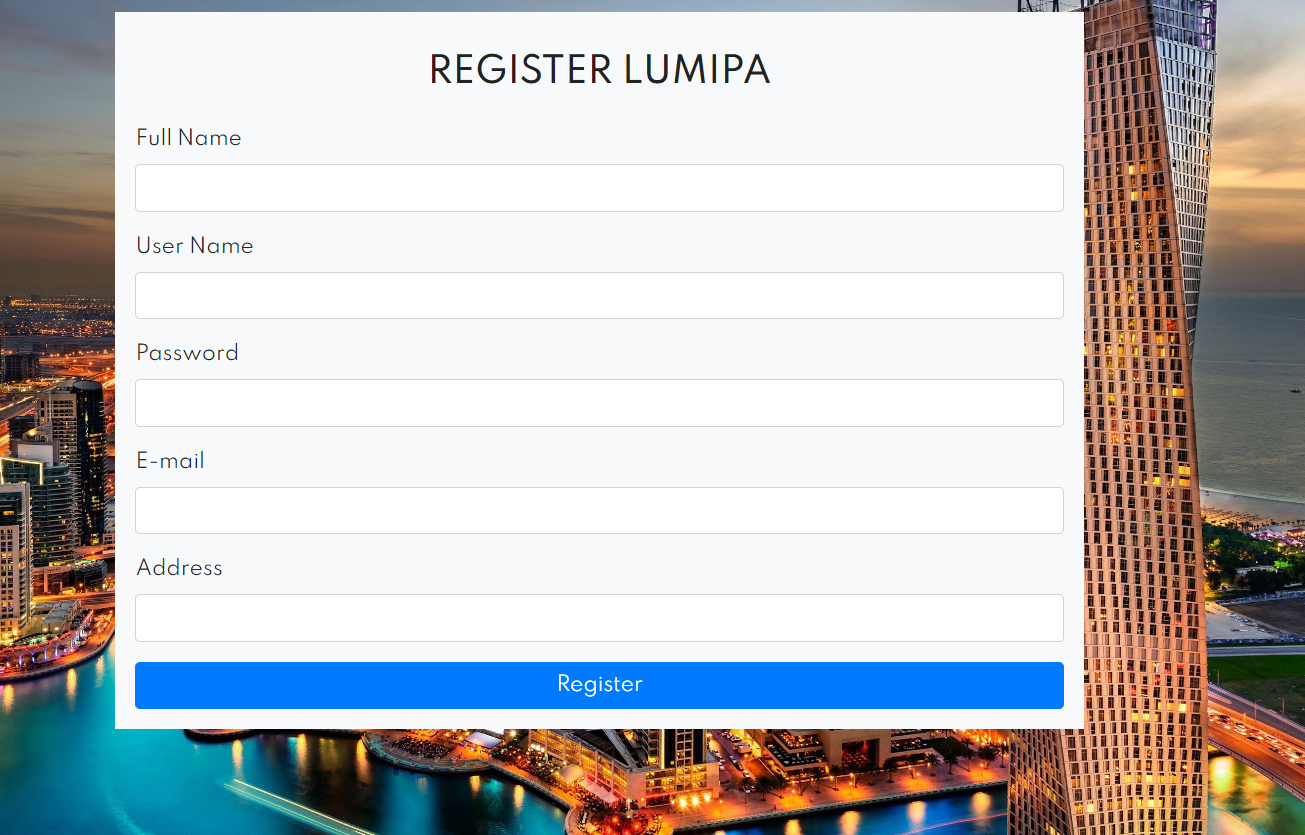 REGISTER LUMIPA
Full Name
User Name
Password
E-mail
Address
Register